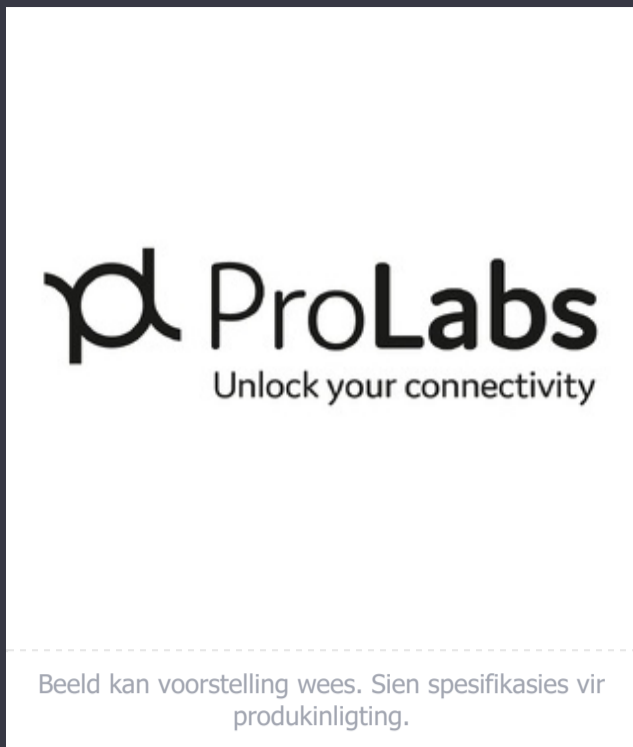 ProLabs
Unlock your connectivity
Beeld kan voorstelling wees. Sien spesifikasies vir
produkinligting.